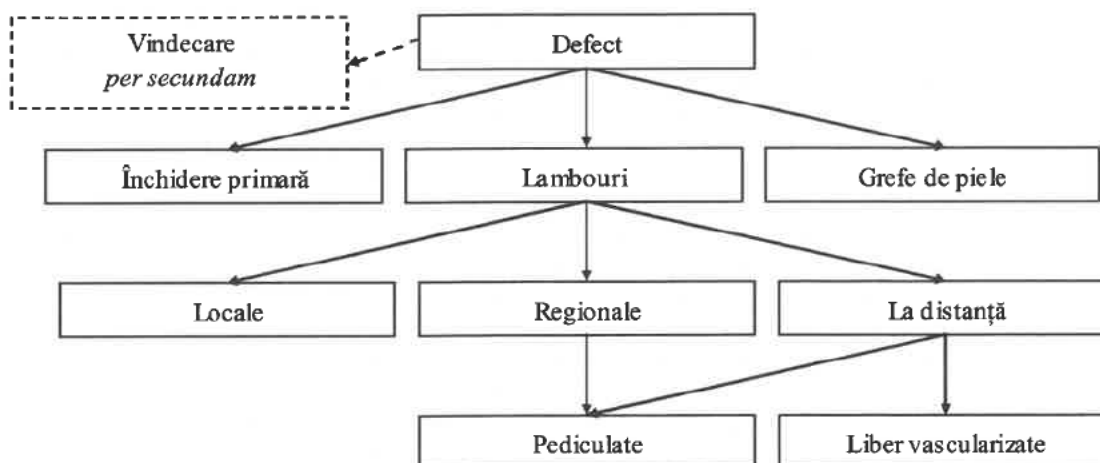 Vindecare
per secundam
Defect
Închidere primară
Lambouri
Grefe de piele
Locale
Regionale
La distanță
Pediculate
Liber vascularizate